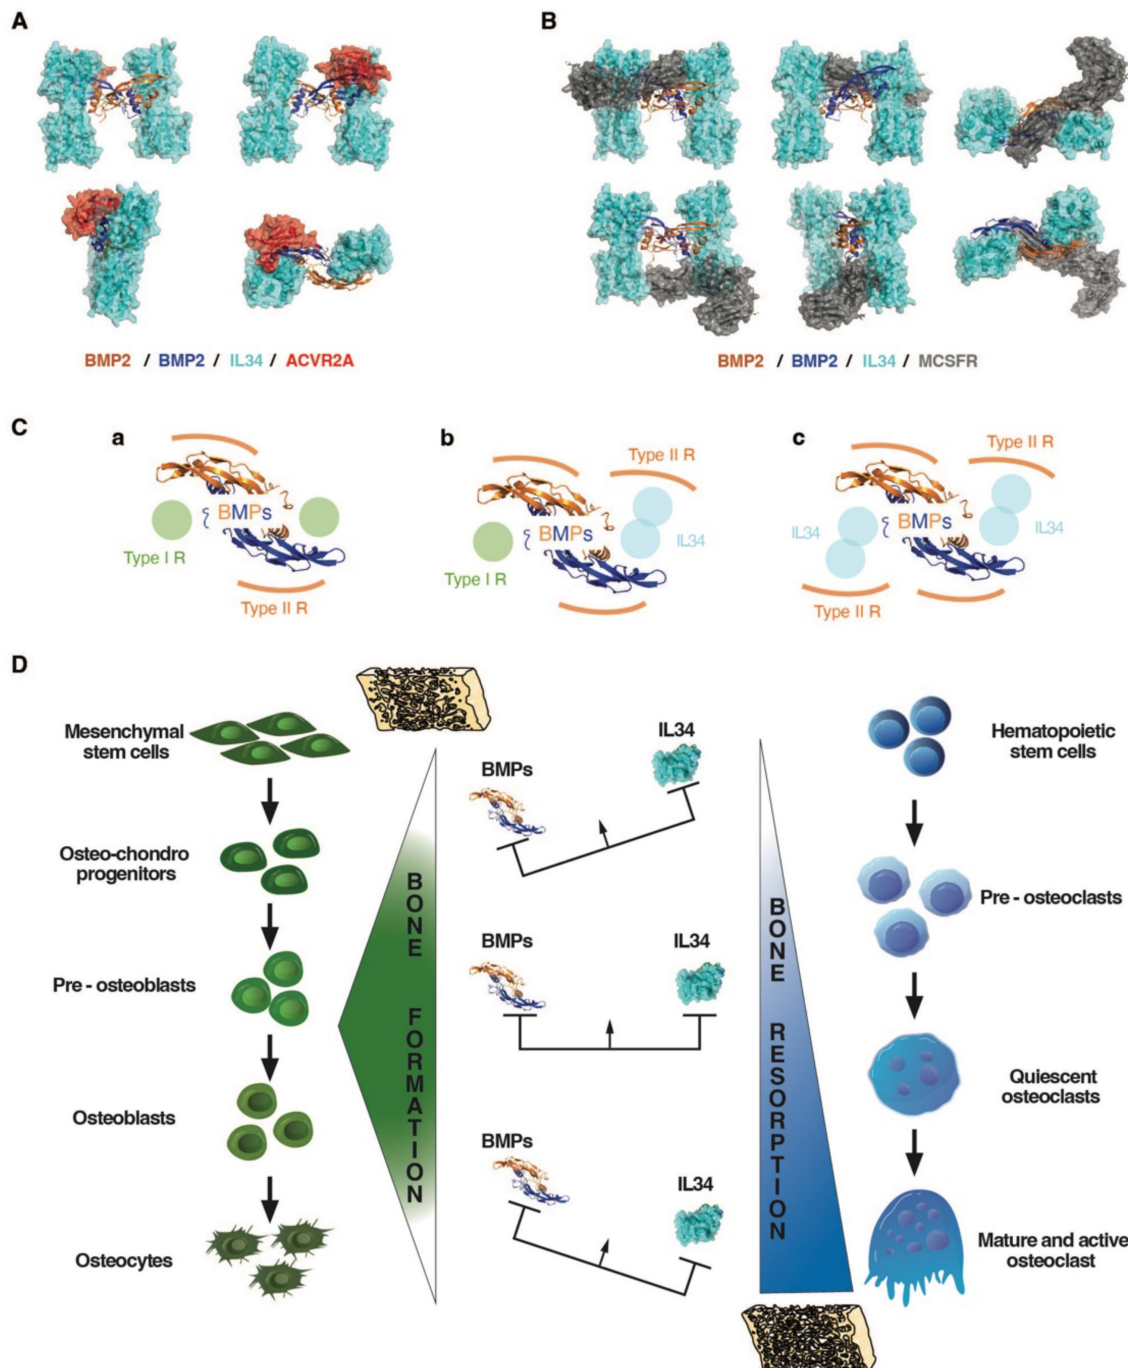 A
B
BMP2 / BMP2 / IL34 / ACVR2A
BMP2 / BMP2 / IL34 / MCSFR
C
a
BMPs
Type I R
Type II R
b
Type II R
BMPs
IL34
Type I R
c
Type II R
IL34
BMPs
IL34
Type II R
D
Mesenchymal
stem cells
Osteo-chondro
progenitors
Pre - osteoblasts
Osteoblasts
Osteocytes
BONE FORMATION
IL34
BMPs
BMPs
IL34
BMPs
IL34
BONE RESORPTION
Hematopoietic
stem cells
Pre - osteoclasts
Quiescent
osteoclasts
Mature and active
osteoclast